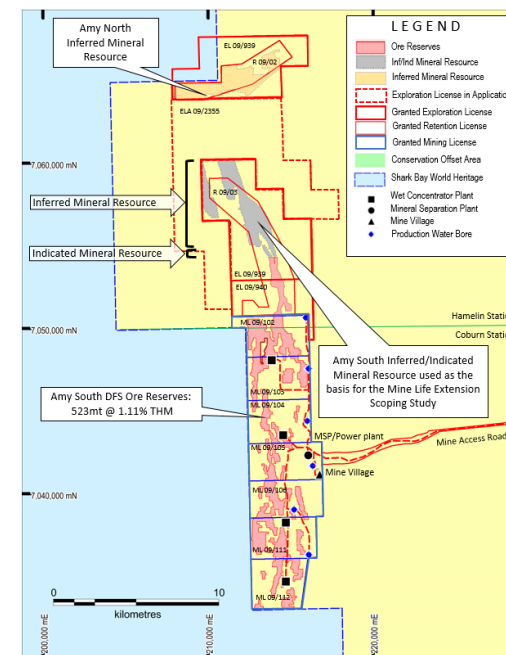 Amy North
Inferred Mineral
Resource
EL 09/939
R 09/02
ELA 09/2355
LEGEND
Ore Reserves
Inf/Ind Mineral Resource
Inferred Mineral Resource
Exploration License in Application
Granted Exploration License
Granted Retention License
Granted Mining License
Conservation Offset Area
Shark Bay World Heritage
Wet Concentrator Plant
Mineral Separation Plant
Mine Village
Production Water Bore
7,060,000 mN
R 09/03
Inferred Mineral Resource
Indicated Mineral Resource
EL 09/939
EL 09/940
ML 09/102
7,050,000 mN
Hamelin Static
Coburn Static
Amy South Inferred/Indicated
Mineral Resource used as the
basis for the Mine Life Extension
Scoping Study
ML 09/103
ML 09/104
Amy South DFS Ore Reserves:
523mt @ 1.11% THM
MSP/Power plant
ML 09/105
Mine Access Road
Mine Village
7,040,000 mN
ML 09/106
ML 09/111
ML 09/112
0 10
kilometres
200,000 mE
210,000 mE
220,000 mE